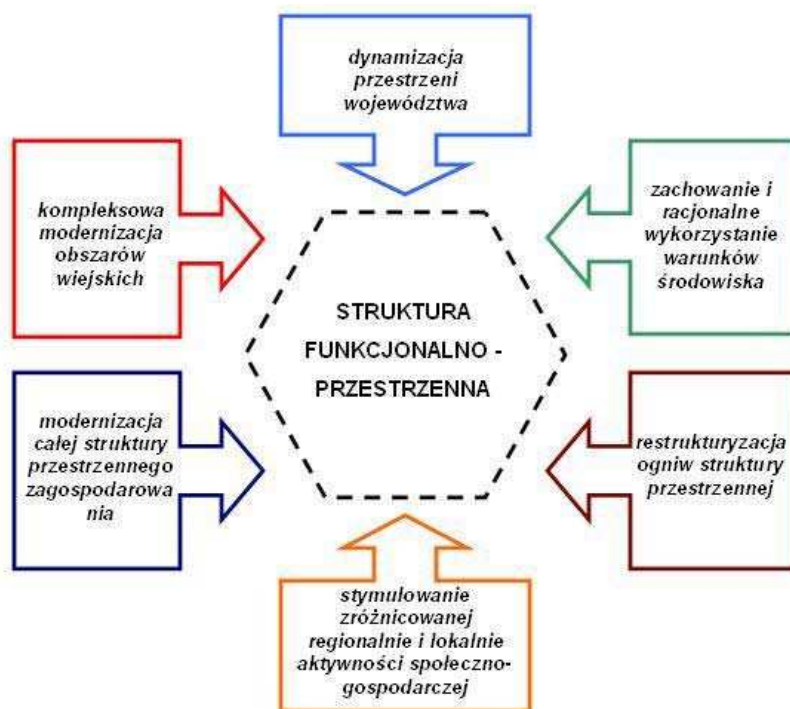 dynamizacja
przestrzeni
województwa
kompleksowa
modernizacja
obszarów
wiejskich
zachowanie i
racjonalne
wykorzystanie
warunków
środowiska
STRUKTURA
FUNKCJONALNO -
PRZESTRZENNA
modernizacja
całej struktury
przestrzennego
zagospodarowa
nia
restrukturyzacja
ogniw struktury
przestrzennej
stymulowanie
zróżnicowanej
regionalnie i lokalnie
aktywności społeczno-
gospodarczej